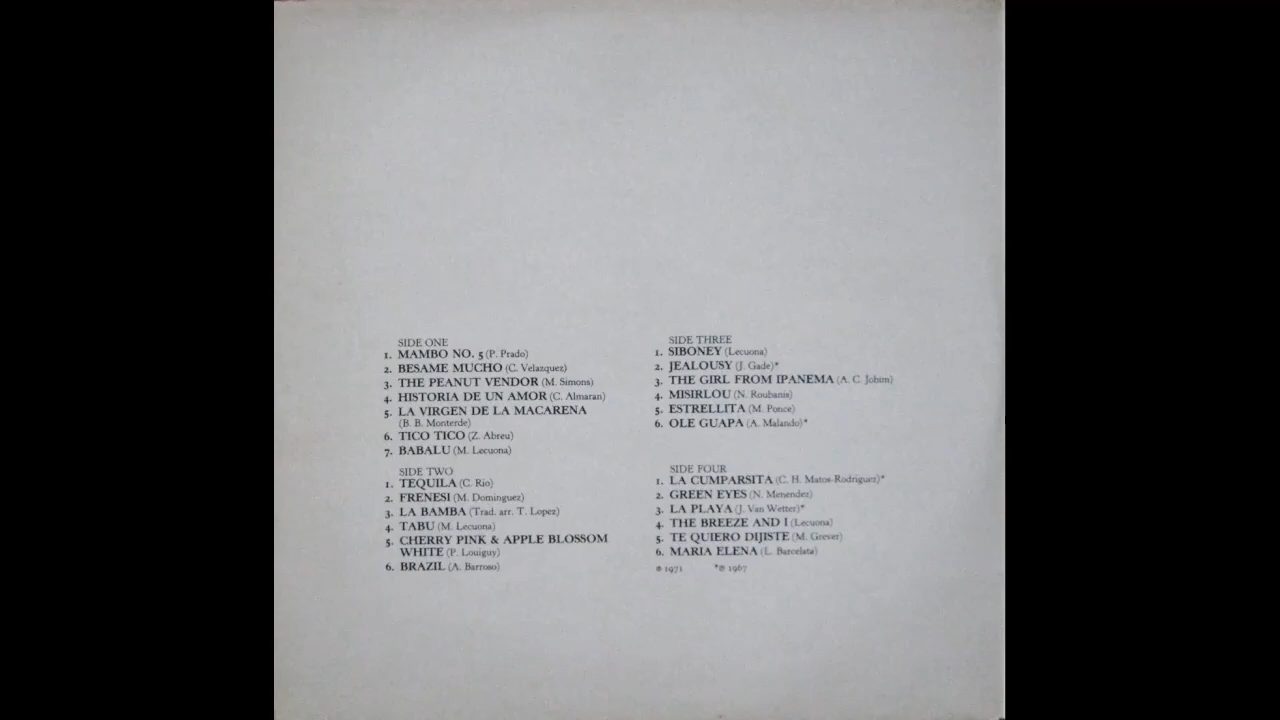 SIDE ONE
1. MAMBO NO. 5 (P. Prado)
2. BESAME MUCHO (C. Velazquez)
3. THE PEANUT VENDOR (M. Simons)
4. HISTORIA DE UN AMOR (C. Almaran)
5. LA VIRGEN DE LA MACARENA
(B. B. Monterde)
6. TICO TICO (Z. Abreu)
7. BABALU (M. Lecuona)
SIDE TWO
1. TEQUILA (C. Rio)
2. FRENESI (M. Dominguez)
3. LA BAMBA (Trad. arr. T. Lopez)
4. TABU (M. Lecuona)
5. CHERRY PINK & APPLE BLOSSOM
WHITE (P. Louiguy)
6. BRAZIL (A. Barroso)
SIDE THREE
1. SIBONEY (Lecuona)
2. JEALOUSY (J. Gade)*
3. THE GIRL FROM IPANEMA (A. C. Jobim)
4. MISIRLOU (N. Roubanis)
5. ESTRELLITA (M. Ponce)
6. OLE GUAPA (A. Malando)*
SIDE FOUR
1. LA CUMPARSITA (C. H. Matos-Rodriguez)*
2. GREEN EYES (N. Menendez)
3. LA PLAYA (J. Van Wetter)*
4. THE BREEZE AND I (Lecuona)
5. TE QUIERO DIJISTE (M. Grever)
6. MARIA ELENA (L. Barcelata)
℗ 1971 *℗ 1967